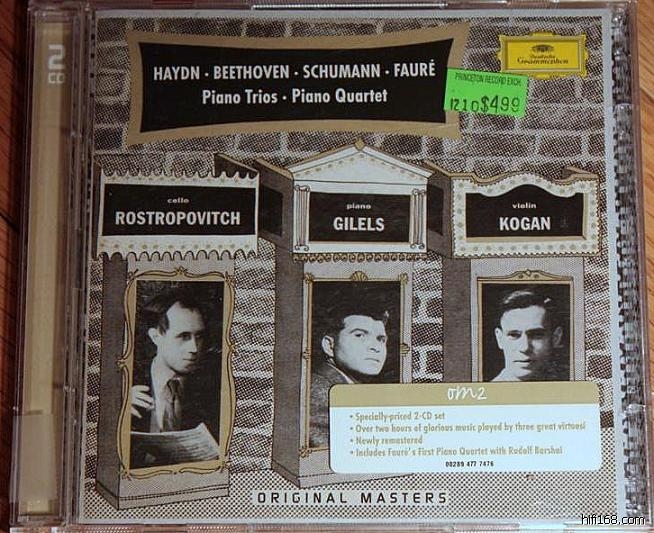 2
CD
HAYDN · BEETHOVEN · SCHUMANN · FAURÉ
Piano Trios · Piano Quartet
Deutsche
Grammophon
PRINCETON RECORD EXCH.
1210 $4.99
cello
ROSTROPOVITCH
piano
GILELS
violin
KOGAN
om2
• Specially-priced 2-CD set
• Over two hours of glorious music played by three great virtuosi
• Newly remastered
• Includes Fauré's First Piano Quartet with Rudolf Barshai
00289 477 7476
ORIGINAL MASTERS
hifi168.com